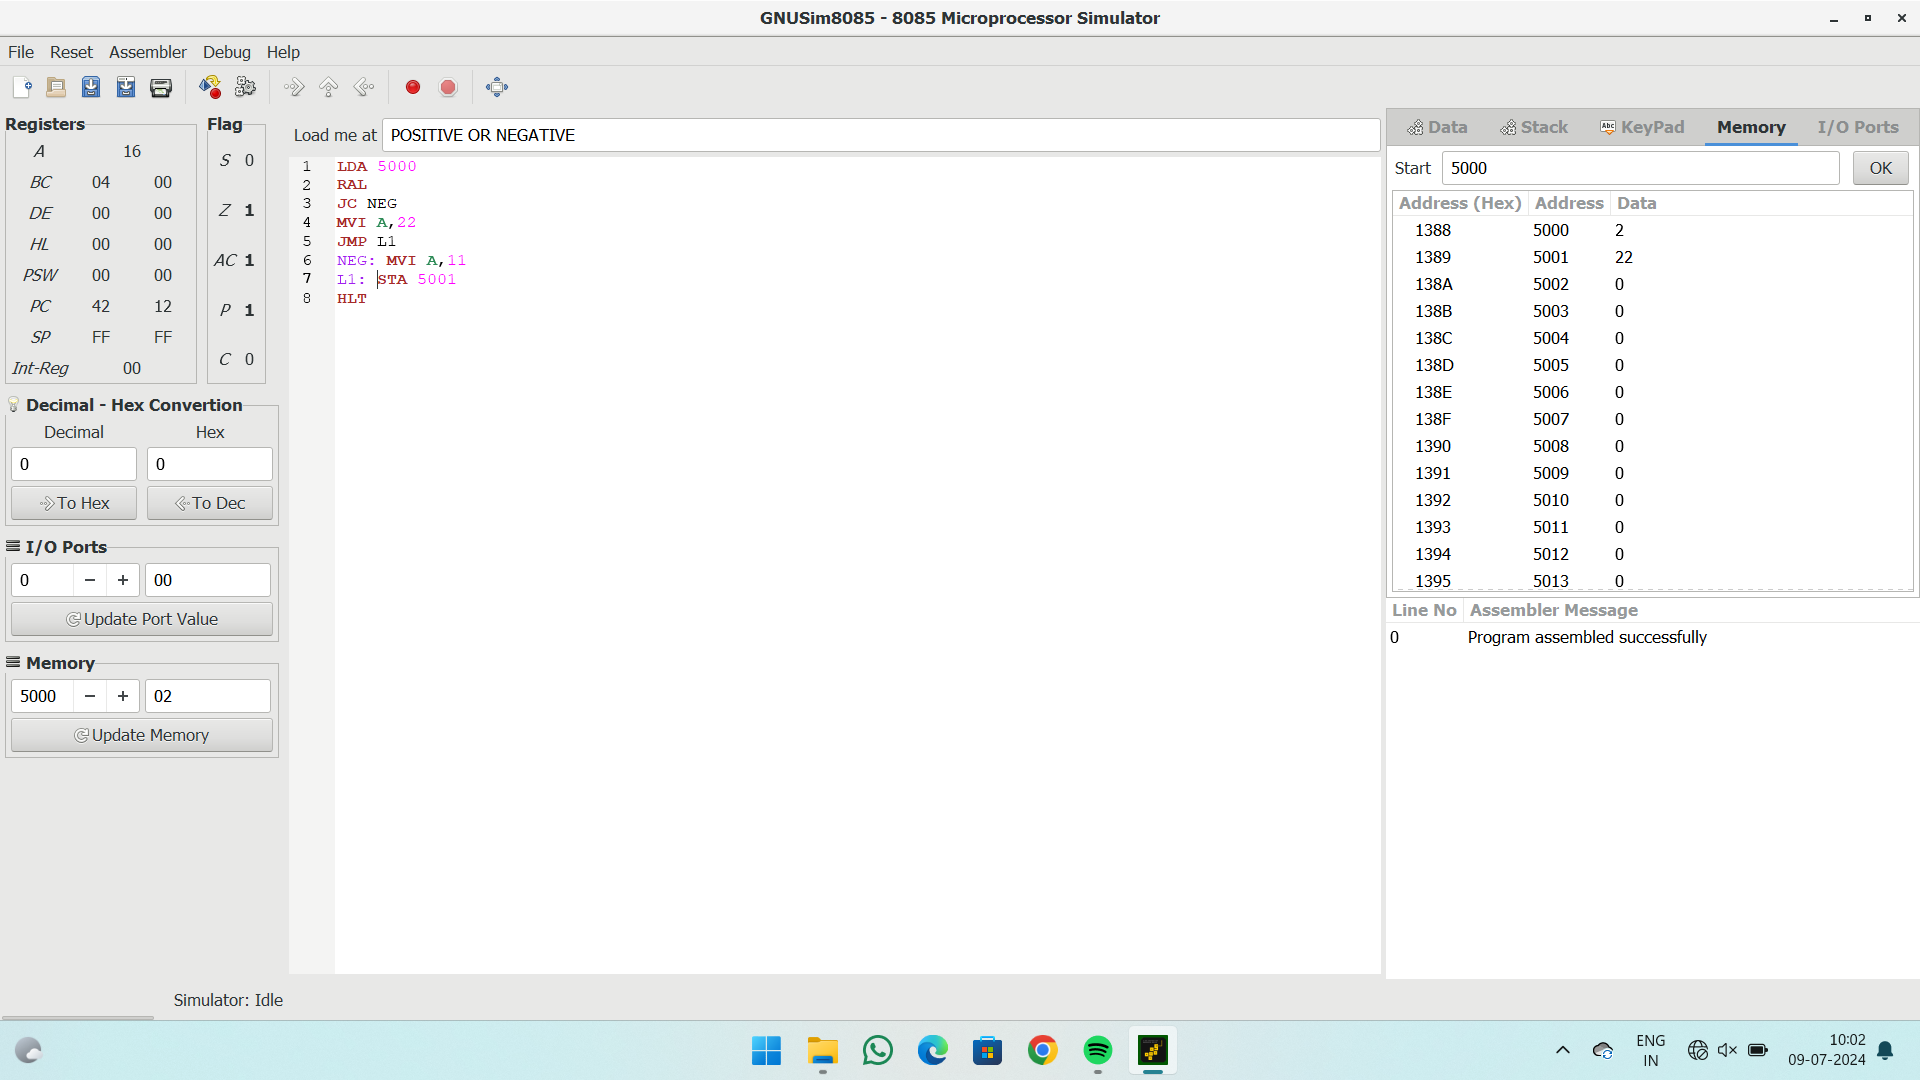 GNUSim8085 - 8085 Microprocessor Simulator
File Reset Assembler Debug Help
Registers
A 16
BC 04 00
DE 00 00
HL 00 00
PSW 00 00
PC 42 12
SP FF FF
Int-Reg 00
Flag
S 0
Z 1
AC 1
P 1
C 0
Decimal - Hex Convertion
Decimal Hex
0 0
To Hex To Dec
I/O Ports
0 − + 00
Update Port Value
Memory
5000 − + 02
Update Memory
Load me at POSITIVE OR NEGATIVE
1 LDA 5000
2 RAL
3 JC NEG
4 MVI A,22
5 JMP L1
6 NEG: MVI A,11
7 L1: STA 5001
8 HLT
Data Stack Abc KeyPad Memory I/O Ports
Start 5000 OK
Address (Hex) Address Data
1388 5000 2
1389 5001 22
138A 5002 0
138B 5003 0
138C 5004 0
138D 5005 0
138E 5006 0
138F 5007 0
1390 5008 0
1391 5009 0
1392 5010 0
1393 5011 0
1394 5012 0
1395 5013 0
Line No Assembler Message
0 Program assembled successfully
Simulator: Idle
ENG
IN
10:02
09-07-2024